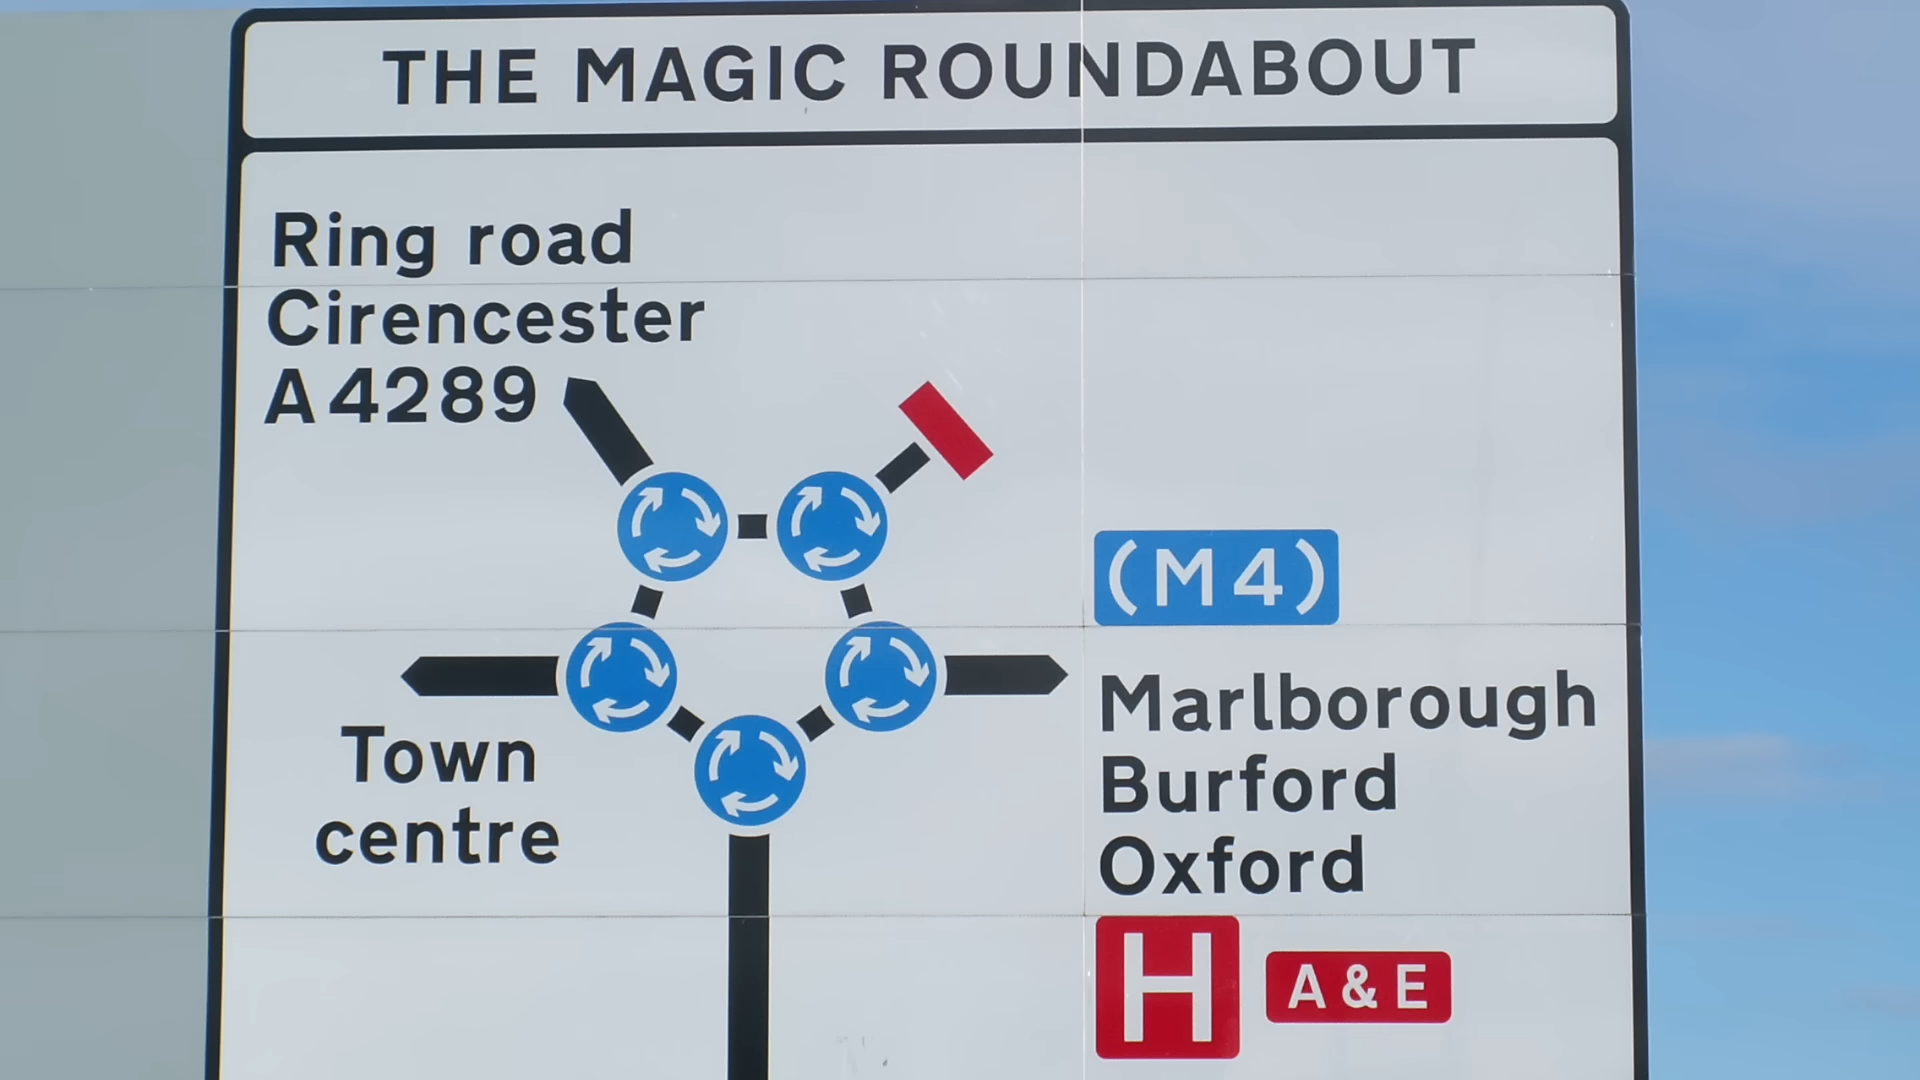 THE MAGIC ROUNDABOUT
Ring road
Cirencester
A4289
(M4)
Marlborough
Burford
Oxford
Town
centre
H A & E